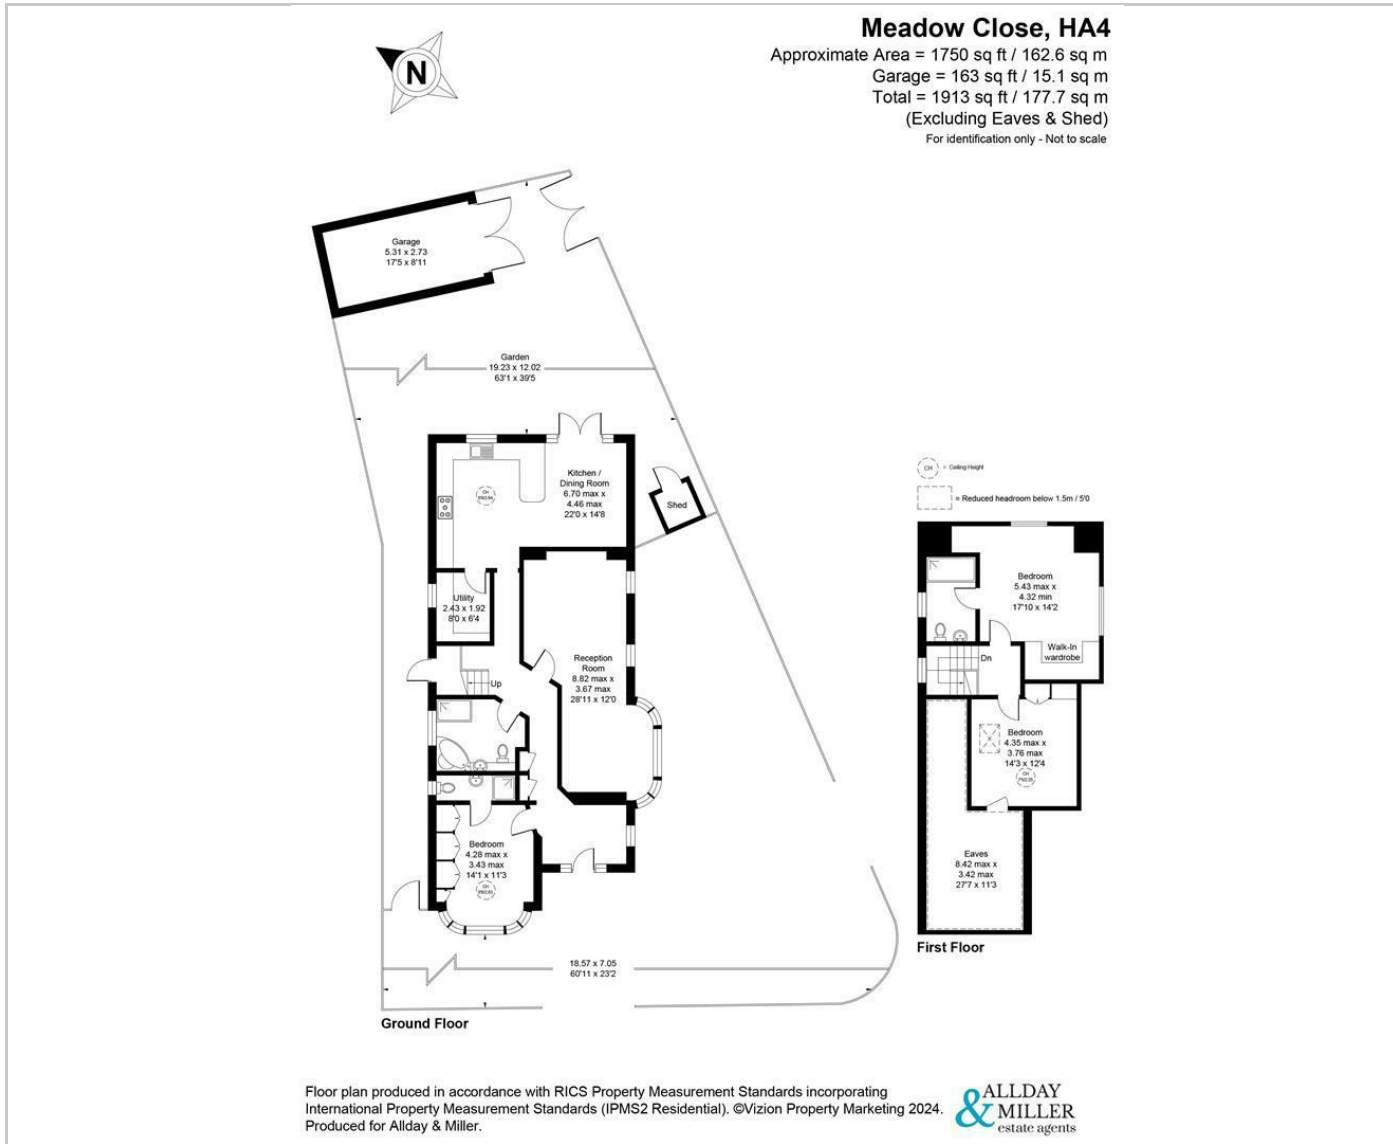 Meadow Close, HA4
Approximate Area = 1750 sq ft / 162.6 sq m
Garage = 163 sq ft / 15.1 sq m
Total = 1913 sq ft / 177.7 sq m
(Excluding Eaves & Shed)
For identification only - Not to scale
N
Garage
5.31 x 2.73
17'5 x 8'11
Garden
19.23 x 12.02
63'1 x 39'5
Kitchen /
Dining Room
6.70 max x
4.46 max
22'0 x 14'8
CH
Shed
Utility
2.43 x 1.92
8'0 x 6'4
Reception
Room
8.82 max x
3.67 max
28'11 x 12'0
Up
Bedroom
4.28 max x
3.43 max
14'1 x 11'3
CH
18.57 x 7.05
60'11 x 23'2
Ground Floor
CH = Ceiling Height
= Reduced headroom below 1.5m / 5'0
Bedroom
5.43 max x
4.32 min
17'10 x 14'2
Walk-In
wardrobe
Dn
Bedroom
4.35 max x
3.76 max
14'3 x 12'4
CH
Eaves
8.42 max x
3.42 max
27'7 x 11'3
First Floor
Floor plan produced in accordance with RICS Property Measurement Standards incorporating
International Property Measurement Standards (IPMS2 Residential). ©Vizion Property Marketing 2024.
Produced for Allday & Miller.
ALLDAY
& MILLER
estate agents